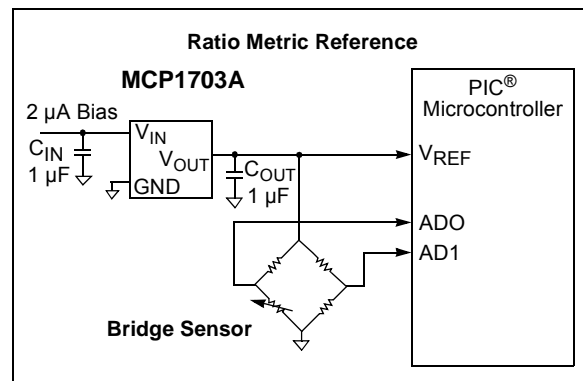 Ratio Metric Reference
MCP1703A
PIC®
Microcontroller
2 µA Bias
VIN
VOUT
GND
CIN
1 µF
COUT
1 µF
VREF
ADO
AD1
Bridge Sensor